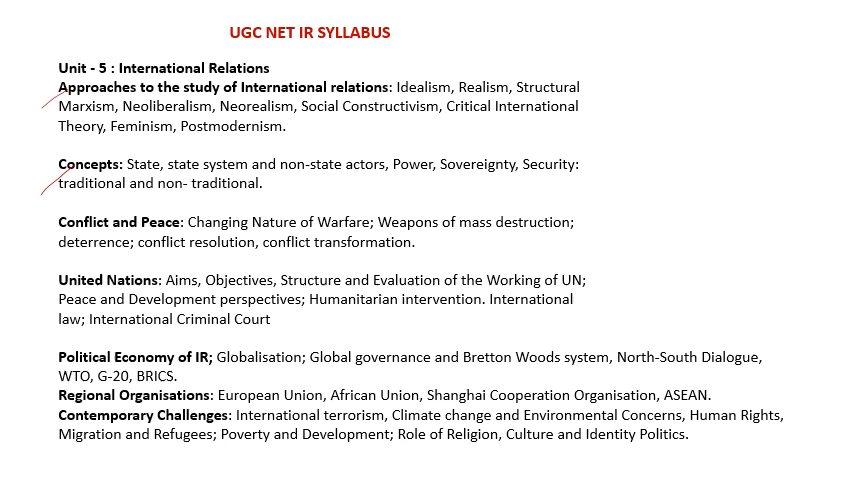 UGC NET IR SYLLABUS
Unit - 5 : International Relations
Approaches to the study of International relations: Idealism, Realism, Structural
Marxism, Neoliberalism, Neorealism, Social Constructivism, Critical International
Theory, Feminism, Postmodernism.
Concepts: State, state system and non-state actors, Power, Sovereignty, Security:
traditional and non- traditional.
Conflict and Peace: Changing Nature of Warfare; Weapons of mass destruction;
deterrence; conflict resolution, conflict transformation.
United Nations: Aims, Objectives, Structure and Evaluation of the Working of UN;
Peace and Development perspectives; Humanitarian intervention. International
law; International Criminal Court
Political Economy of IR; Globalisation; Global governance and Bretton Woods system, North-South Dialogue,
WTO, G-20, BRICS.
Regional Organisations: European Union, African Union, Shanghai Cooperation Organisation, ASEAN.
Contemporary Challenges: International terrorism, Climate change and Environmental Concerns, Human Rights,
Migration and Refugees; Poverty and Development; Role of Religion, Culture and Identity Politics.